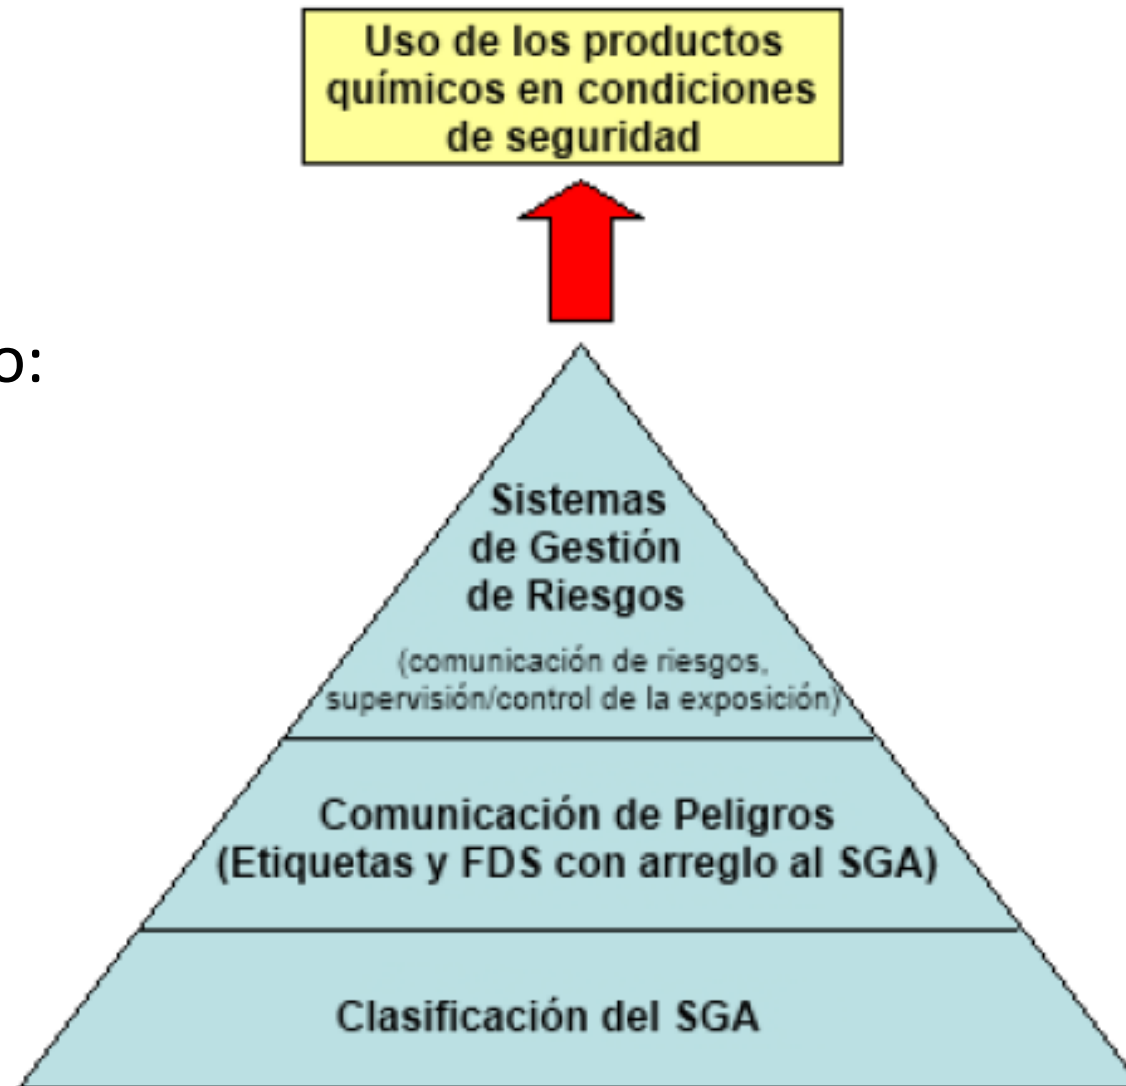 Uso de los productos
químicos en condiciones
de seguridad
o:
Sistemas
de Gestión
de Riesgos
(comunicación de riesgos,
supervisión/control de la exposición)
Comunicación de Peligros
(Etiquetas y FDS con arreglo al SGA)
Clasificación del SGA